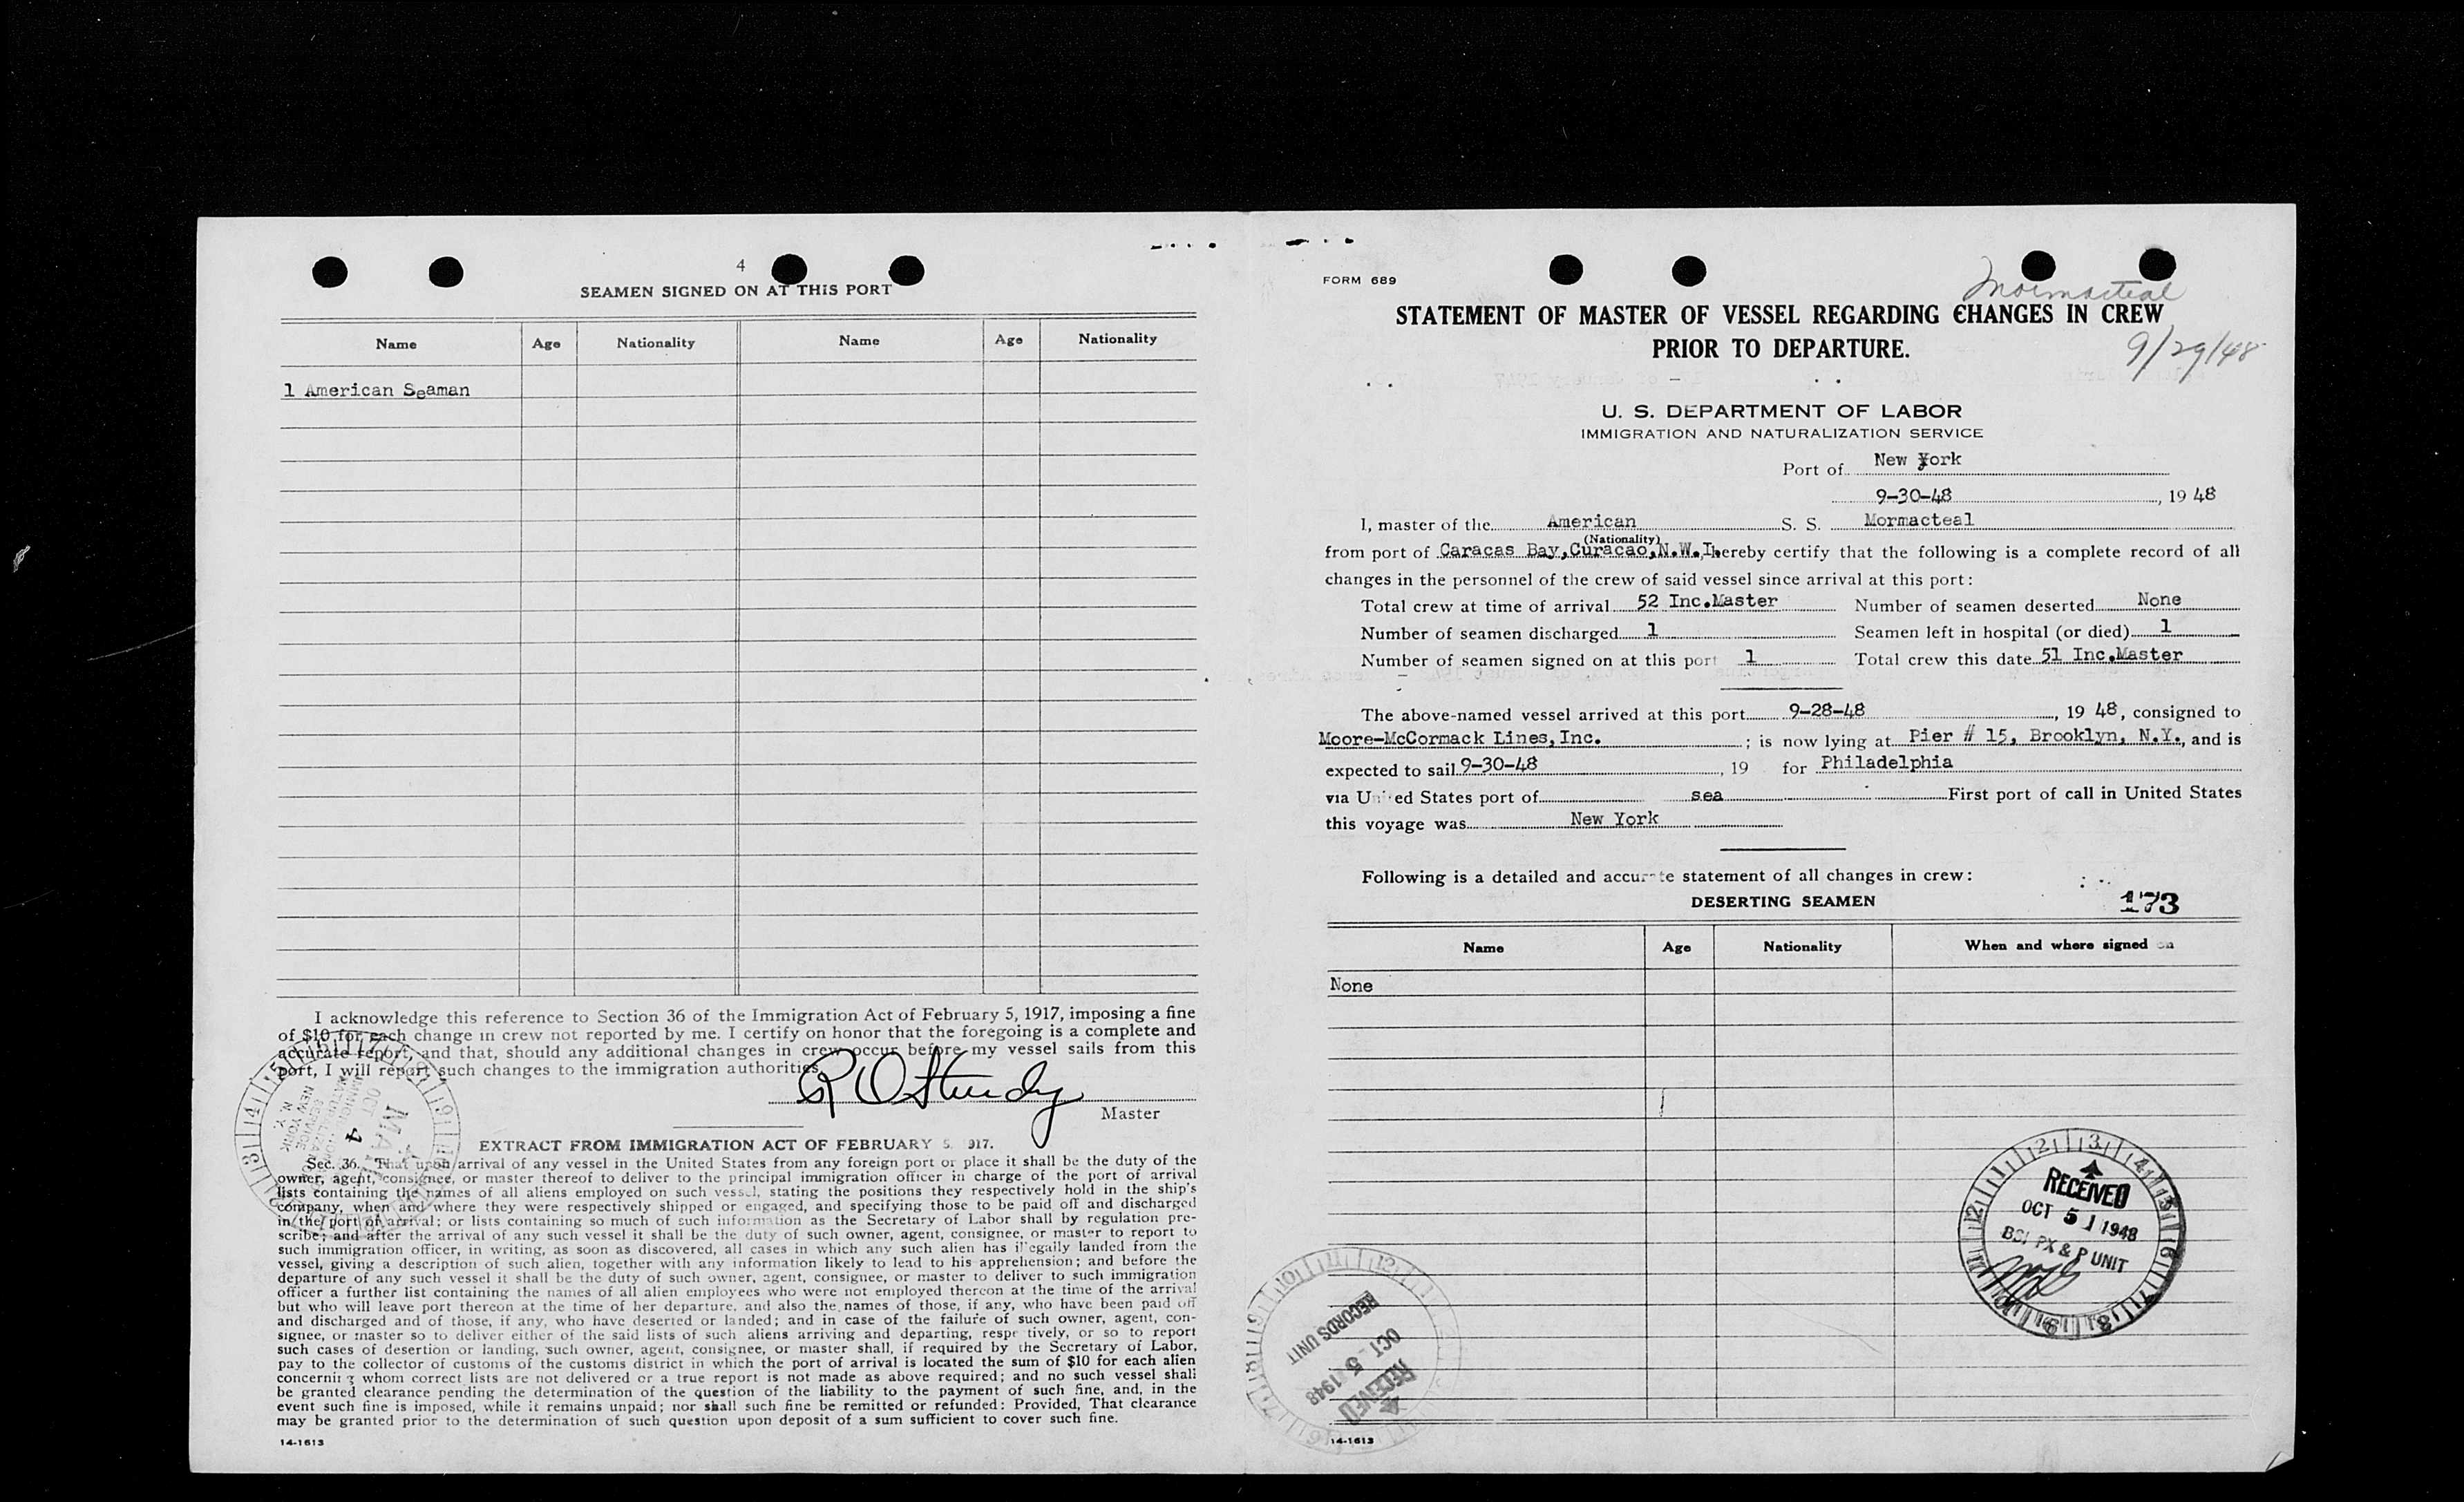 4
SEAMEN SIGNED ON AT THIS PORT
Name Age Nationality Name Age Nationality
1 American Seaman
I acknowledge this reference to Section 36 of the Immigration Act of February 5, 1917, imposing a fine
of $10 for each change in crew not reported by me. I certify on honor that the foregoing is a complete and
accurate report, and that, should any additional changes in crew occur before my vessel sails from this
port, I will report such changes to the immigration authorities.
R O Sturdy
Master
EXTRACT FROM IMMIGRATION ACT OF FEBRUARY 5, 1917.
Sec. 36. That upon arrival of any vessel in the United States from any foreign port or place it shall be the duty of the
owner, agent, consignee, or master thereof to deliver to the principal immigration officer in charge of the port of arrival
lists containing the names of all aliens employed on such vessel, stating the positions they respectively hold in the ship's
company, when and where they were respectively shipped or engaged, and specifying those to be paid off and discharged
in the port of arrival; or lists containing so much of such information as the Secretary of Labor shall by regulation pre-
scribe; and after the arrival of any such vessel it shall be the duty of such owner, agent, consignee, or master to report to
such immigration officer, in writing, as soon as discovered, all cases in which any such alien has illegally landed from the
vessel, giving a description of such alien, together with any information likely to lead to his apprehension; and before the
departure of any such vessel it shall be the duty of such owner, agent, consignee, or master to deliver to such immigration
officer a further list containing the names of all alien employees who were not employed thereon at the time of the arrival
but who will leave port thereon at the time of her departure, and also the names of those, if any, who have been paid off
and discharged and of those, if any, who have deserted or landed; and in case of the failure of such owner, agent, con-
signee, or master so to deliver either of the said lists of such aliens arriving and departing, respectively, or so to report
such cases of desertion or landing, such owner, agent, consignee, or master shall, if required by the Secretary of Labor,
pay to the collector of customs of the customs district in which the port of arrival is located the sum of $10 for each alien
concerning whom correct lists are not delivered or a true report is not made as above required; and no such vessel shall
be granted clearance pending the determination of the question of the liability to the payment of such fine, and, in the
event such fine is imposed, while it remains unpaid; nor shall such fine be remitted or refunded: Provided, That clearance
may be granted prior to the determination of such question upon deposit of a sum sufficient to cover such fine.
14-1613
FORM 689
Mormacteal
STATEMENT OF MASTER OF VESSEL REGARDING CHANGES IN CREW
PRIOR TO DEPARTURE.
9/29/48
U. S. DEPARTMENT OF LABOR
IMMIGRATION AND NATURALIZATION SERVICE
Port of New York
9-30-48, 19 48
I, master of the American S. S. Mormacteal
(Nationality)
from port of Caracas Bay,Curacao,N.W.I hereby certify that the following is a complete record of all
changes in the personnel of the crew of said vessel since arrival at this port:
Total crew at time of arrival 52 Inc.Master Number of seamen deserted None
Number of seamen discharged 1 Seamen left in hospital (or died) 1
Number of seamen signed on at this port 1 Total crew this date 51 Inc.Master
The above-named vessel arrived at this port 9-28-48, 19 48, consigned to
Moore-McCormack Lines,Inc. ; is now lying at Pier # 15, Brooklyn, N.Y., and is
expected to sail 9-30-48, 19 for Philadelphia
via United States port of sea First port of call in United States
this voyage was New York
Following is a detailed and accurate statement of all changes in crew:
DESERTING SEAMEN
173
Name Age Nationality When and where signed on
None
RECEIVED
OCT 5 1948
BSI PX & P UNIT
RECEIVED
OCT 5 1948
RECORDS UNIT
14-1613